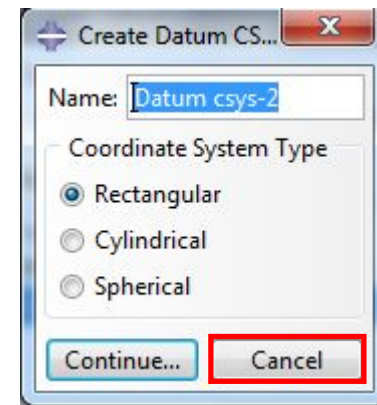 Create Datum CS...
Name: Datum csys-2
Coordinate System Type
Rectangular
Cylindrical
Spherical
Continue... Cancel